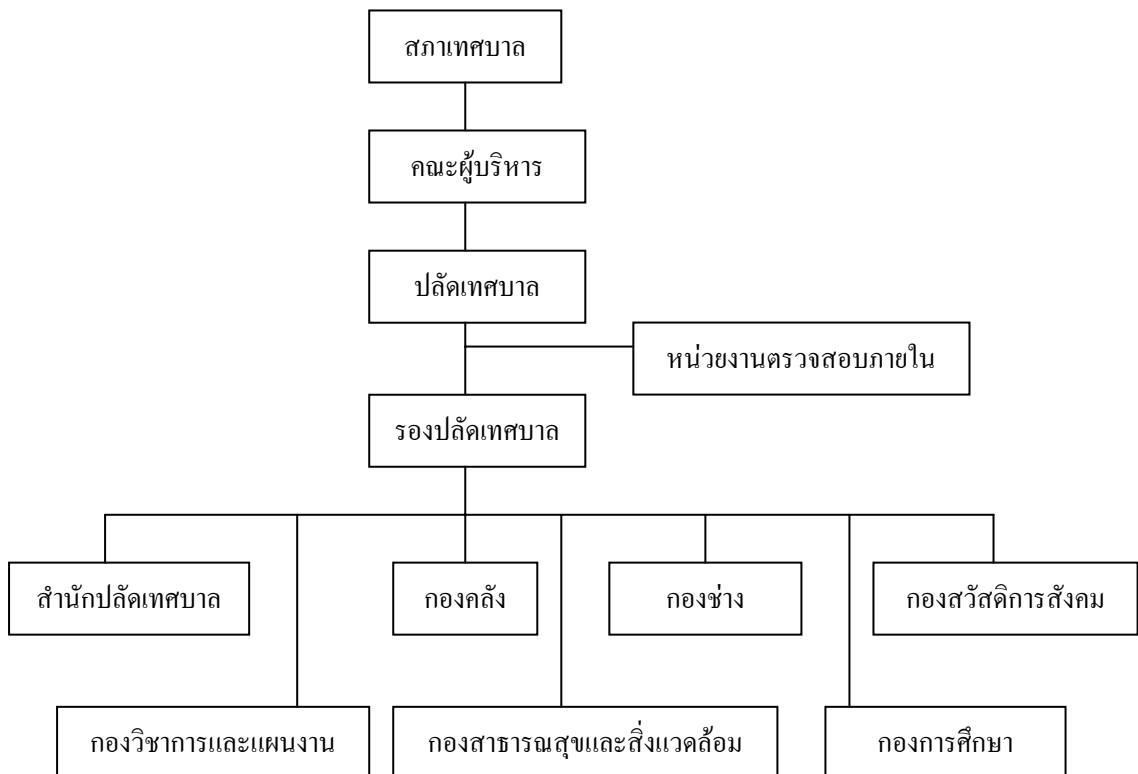 สภาเทศบาล
คณะผู้บริหาร
ปลัดเทศบาล
หน่วยงานตรวจสอบภายใน
รองปลัดเทศบาล
สำนักปลัดเทศบาล
กองคลัง
กองช่าง
กองสวัสดิการสังคม
กองวิชาการและแผนงาน
กองสาธารณสุขและสิ่งแวดล้อม
กองการศึกษา